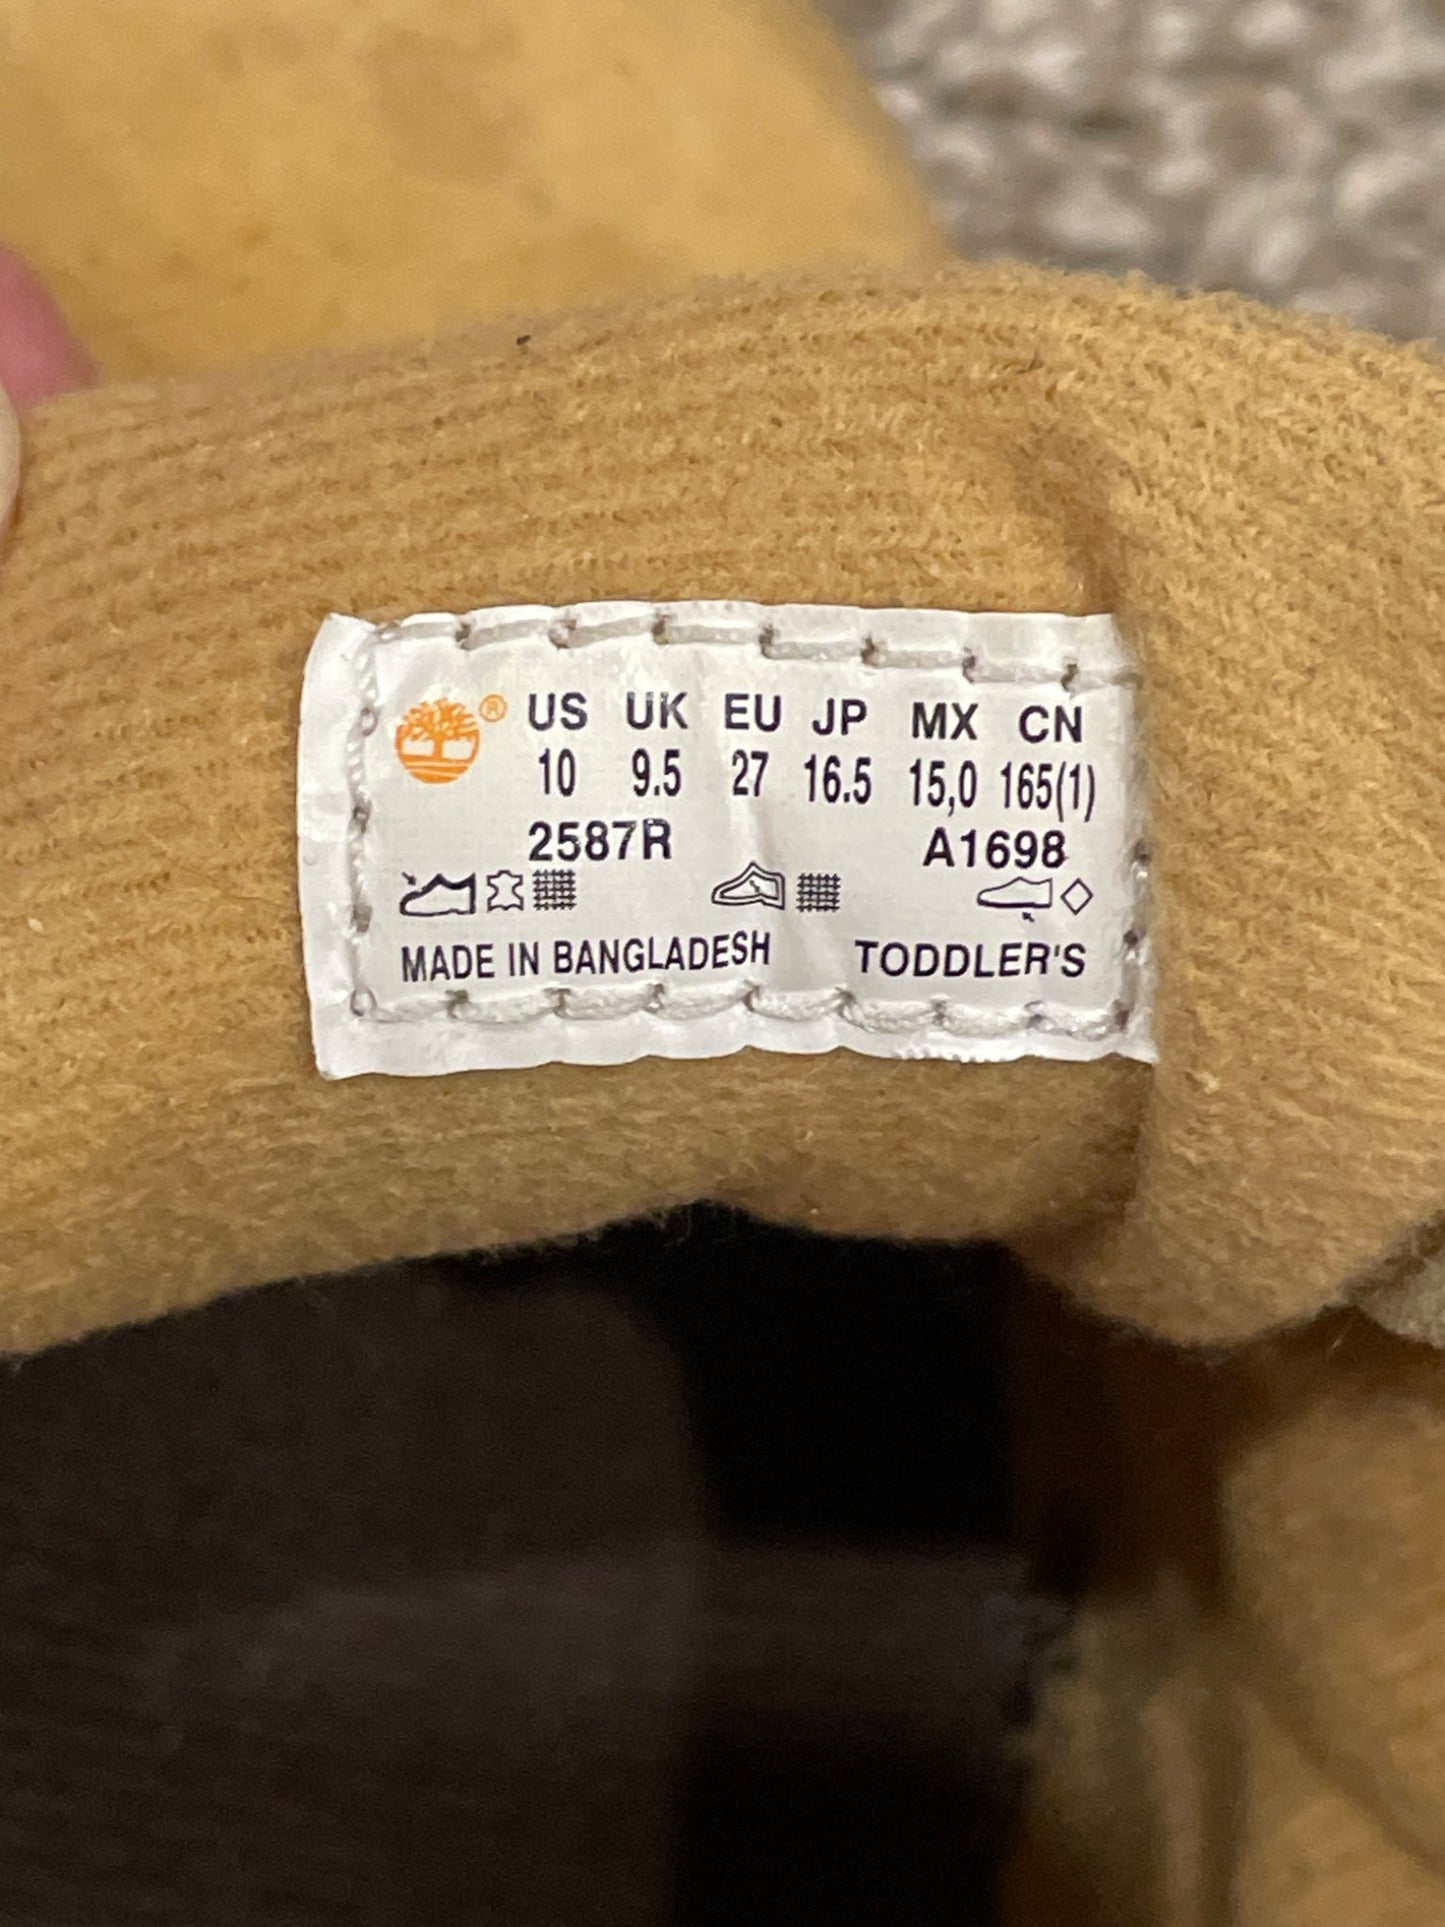 ® US UK EU JP MX CN
10 9.5 27 16.5 15,0 165(1)
2587R A1698
MADE IN BANGLADESH TODDLER'S